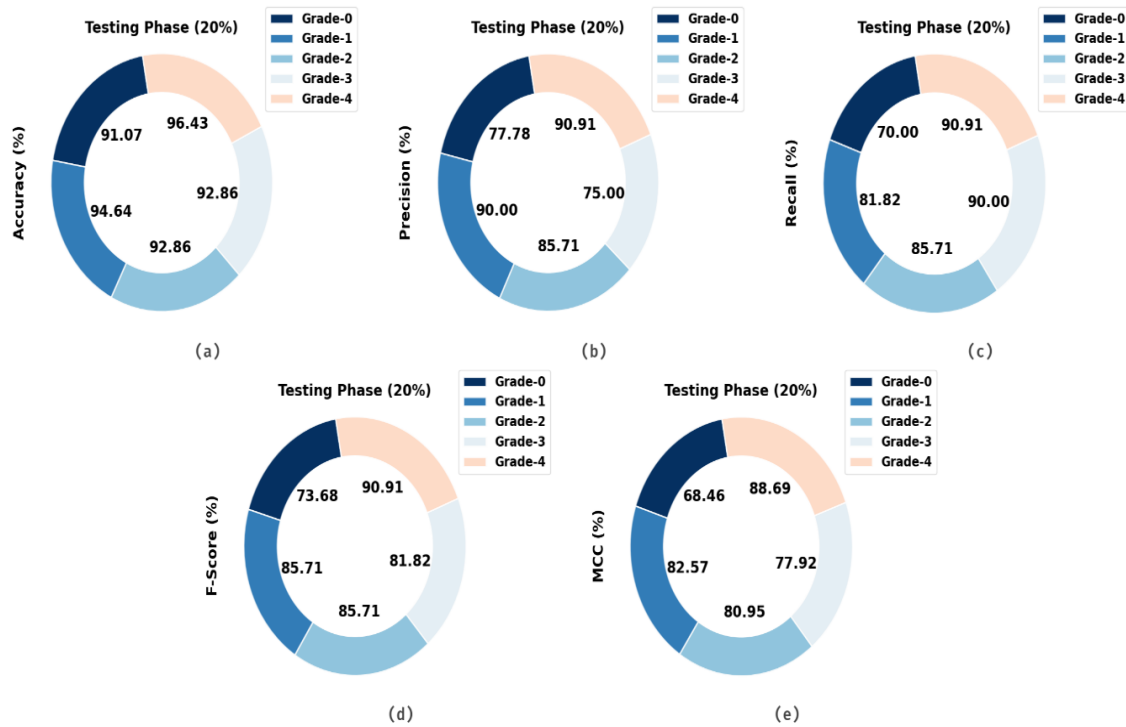 Testing Phase (20%)
Grade-0
Grade-1
Grade-2
Grade-3
Grade-4
Accuracy (%)
91.07
96.43
94.64
92.86
92.86
(a)
Testing Phase (20%)
Grade-0
Grade-1
Grade-2
Grade-3
Grade-4
Precision (%)
77.78
90.91
90.00
75.00
85.71
(b)
Testing Phase (20%)
Grade-0
Grade-1
Grade-2
Grade-3
Grade-4
Recall (%)
70.00
90.91
81.82
90.00
85.71
(c)
Testing Phase (20%)
Grade-0
Grade-1
Grade-2
Grade-3
Grade-4
F-Score (%)
73.68
90.91
85.71
81.82
85.71
(d)
Testing Phase (20%)
Grade-0
Grade-1
Grade-2
Grade-3
Grade-4
MCC (%)
68.46
88.69
82.57
77.92
80.95
(e)